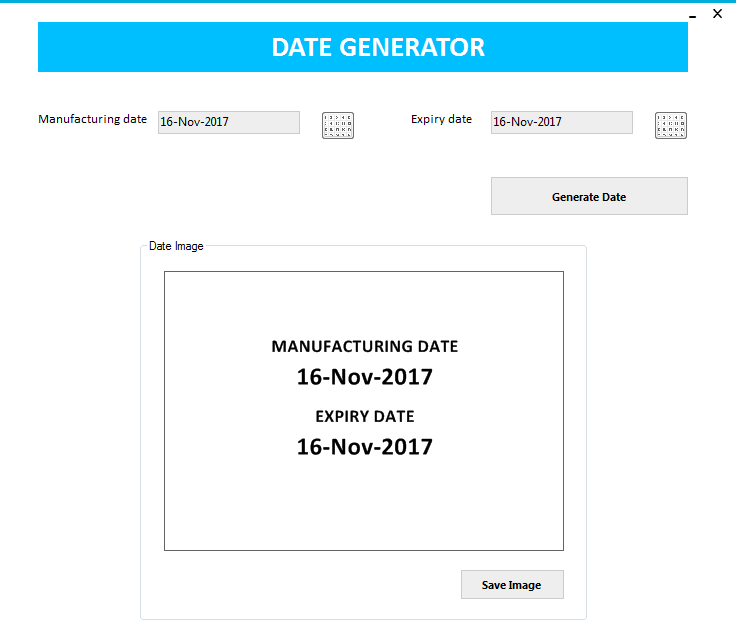 DATE GENERATOR
Manufacturing date 16-Nov-2017 Expiry date 16-Nov-2017
Generate Date
Date Image
MANUFACTURING DATE
16-Nov-2017
EXPIRY DATE
16-Nov-2017
Save Image